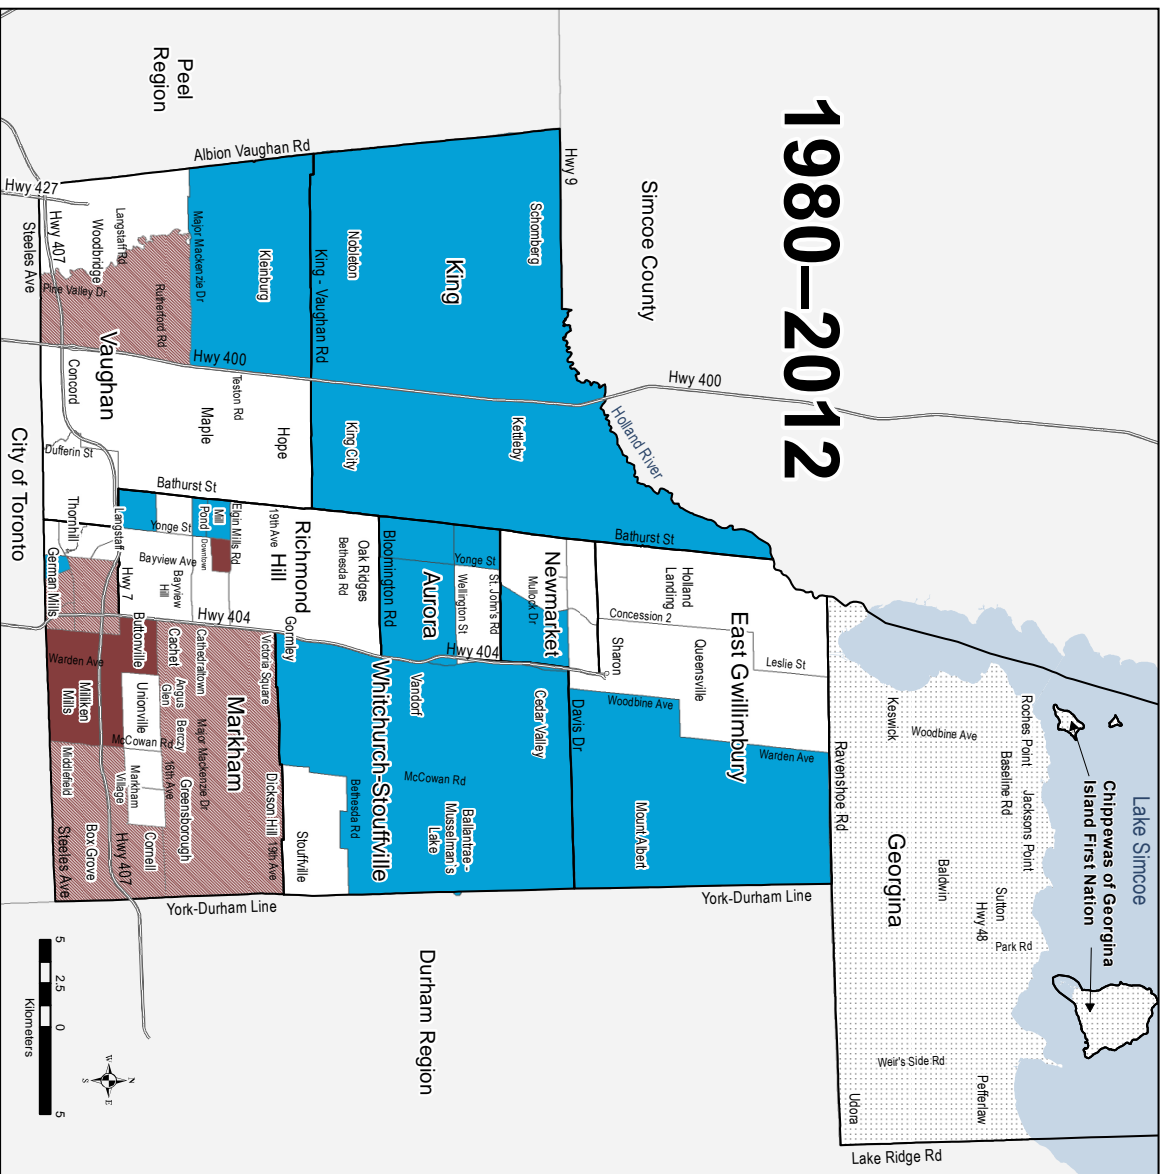 1980–2012
Peel
Region
Simcoe County
Albion Vaughan Rd
Hwy 9
Hwy 427
Hwy 407
Steeles Ave
Langstaff Rd
Woodbridge
Pine Valley Dr
Rutherford Rd
Major Mackenzie Dr
Kleinburg
King - Vaughan Rd
Nobleton
King
Schomberg
Hwy 400
Hwy 400
Vaughan
Concord
Teston Rd
Maple
Hope
King City
Kettleby
Holland River
City of Toronto
Dufferin St
Bathurst St
Thornhill
Langstaff
Yonge St
Mill
Pond
Downtown
Elgin Mills Rd
19th Ave
Richmond
Hill
Bayview Ave
Bayview
Hill
Oak Ridges
Bethesda Rd
Bloomington Rd
Aurora
Yonge St
Wellington St
St. John's Rd
Newmarket
Mullock Dr
Bathurst St
Holland
Landing
Concession 2
Sharon
Queensville
East Gwillimbury
Leslie St
German Mills
Hwy 7
Hwy 404
Hwy 404
Gormley
Buttonville
Cachet
Cathedraltown
Victoria Square
Warden Ave
Milliken
Mills
Unionville
Angus
Glen
Berczy
Major Mackenzie Dr
Markham
McCowan Rd
16th Ave
Greensborough
Markham
Village
Middlefield
Box Grove
Cornell
Hwy 407
Steeles Ave
Dickson Hill
19th Ave
Stouffville
Whitchurch-Stouffville
Vandorf
Cedar Valley
McCowan Rd
Bethesda Rd
Ballantrae-
Musselman's
Lake
Davis Dr
Woodbine Ave
Warden Ave
Mount Albert
Ravenshoe Rd
York-Durham Line
York-Durham Line
Durham Region
Keswick
Woodbine Ave
Roches Point
Baseline Rd
Jacksons Point
Georgina
Baldwin
Sutton
Hwy 48
Park Rd
Weir's Side Rd
Pefferlaw
Udora
Lake Ridge Rd
Lake Simcoe
Chippewas of Georgina
Island First Nation
5 2.5 0 5
Kilometers
N
W
E
S